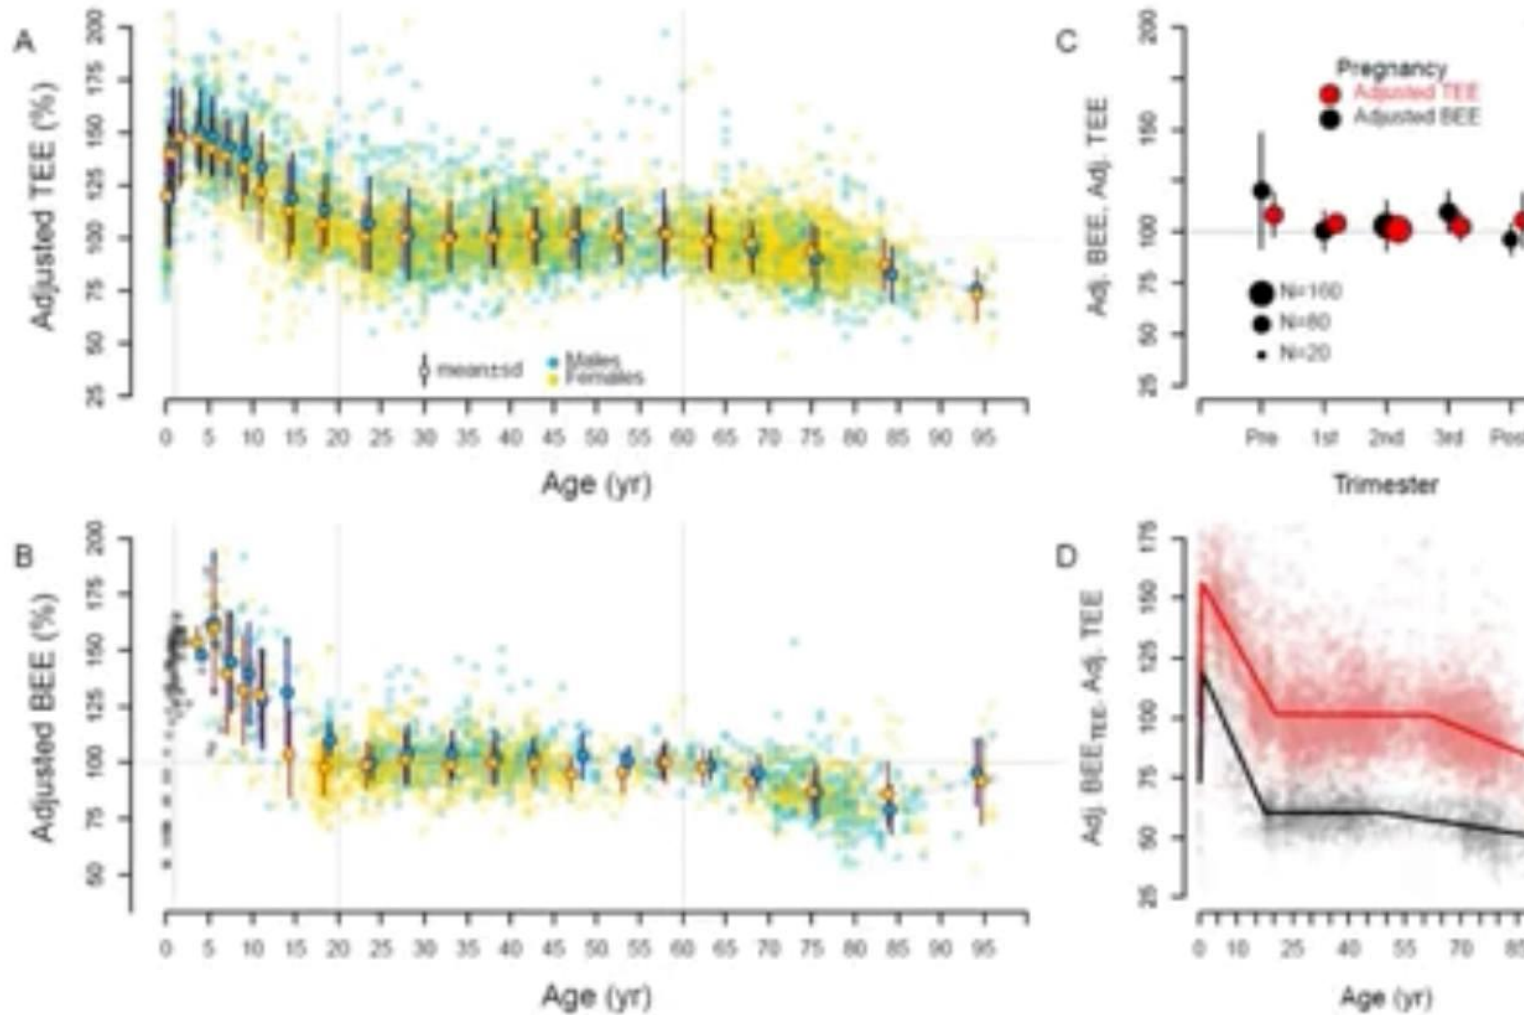 A
Adjusted TEE (%)
200
175
150
125
100
75
50
25
mean±sd
Males
Females
0 5 10 15 20 25 30 35 40 45 50 55 60 65 70 75 80 85 90 95
Age (yr)
B
Adjusted BEE (%)
200
175
150
125
100
75
50
0 5 10 15 20 25 30 35 40 45 50 55 60 65 70 75 80 85 90 95
Age (yr)
C
Adj. BEE, Adj. TEE
200
150
100
75
50
25
Pregnancy
Adjusted TEE
Adjusted BEE
N=160
N=80
N=20
Pre 1st 2nd 3rd Post
Trimester
D
Adj. BEETEE, Adj. TEE
175
150
125
100
75
50
25
0 10 25 40 55 70 85
Age (yr)